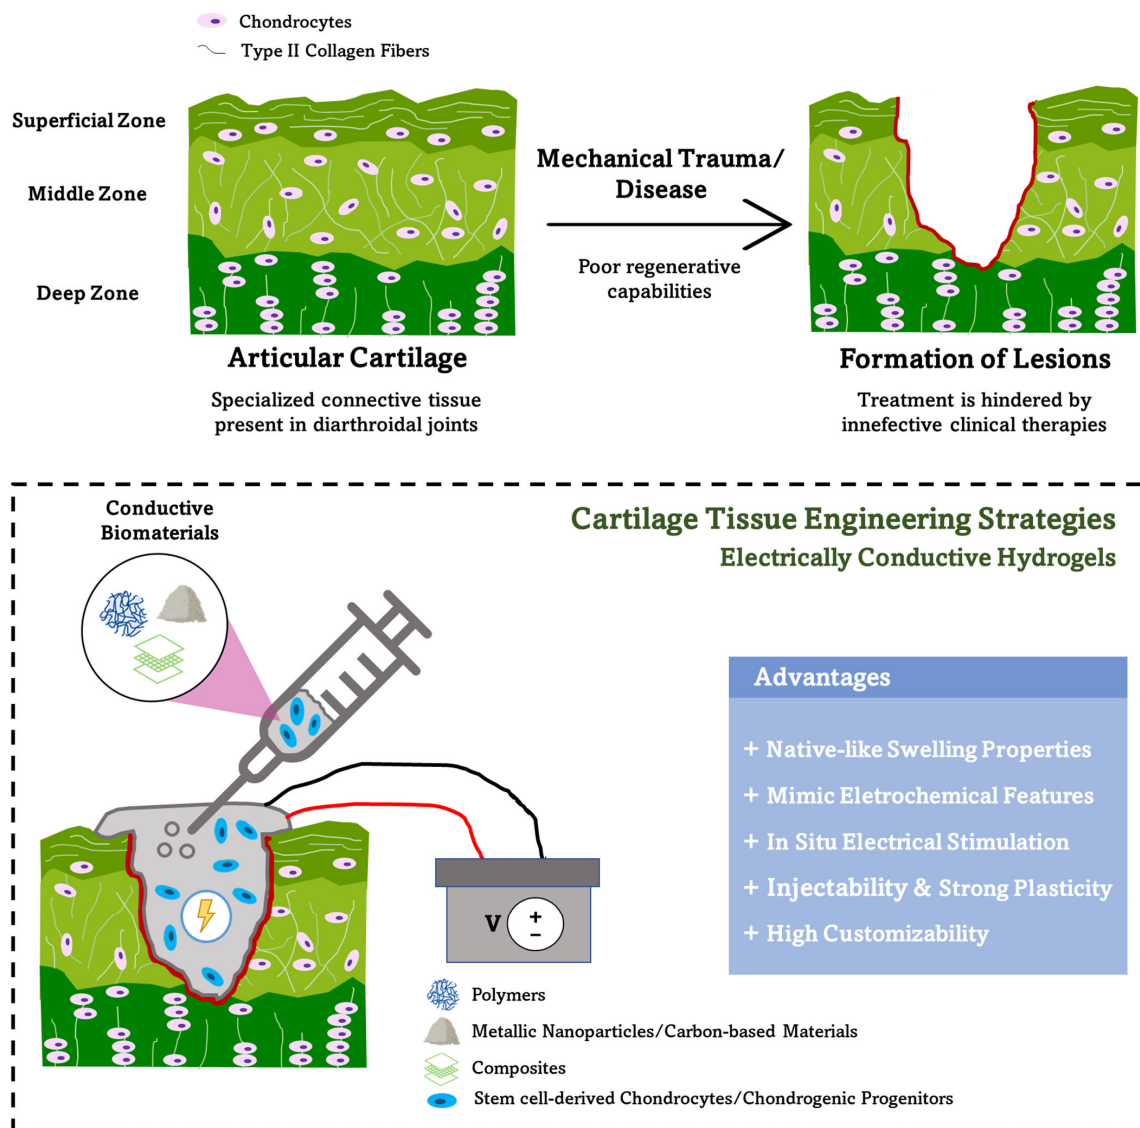 Chondrocytes
Type II Collagen Fibers
Superficial Zone
Middle Zone
Deep Zone
Mechanical Trauma/
Disease
Poor regenerative
capabilities
Articular Cartilage
Specialized connective tissue
present in diarthroidal joints
Formation of Lesions
Treatment is hindered by
innefective clinical therapies
Conductive
Biomaterials
Cartilage Tissue Engineering Strategies
Electrically Conductive Hydrogels
Advantages
+ Native-like Swelling Properties
+ Mimic Eletrochemical Features
+ In Situ Electrical Stimulation
+ Injectability & Strong Plasticity
+ High Customizability
V
+
−
Polymers
Metallic Nanoparticles/Carbon-based Materials
Composites
Stem cell-derived Chondrocytes/Chondrogenic Progenitors